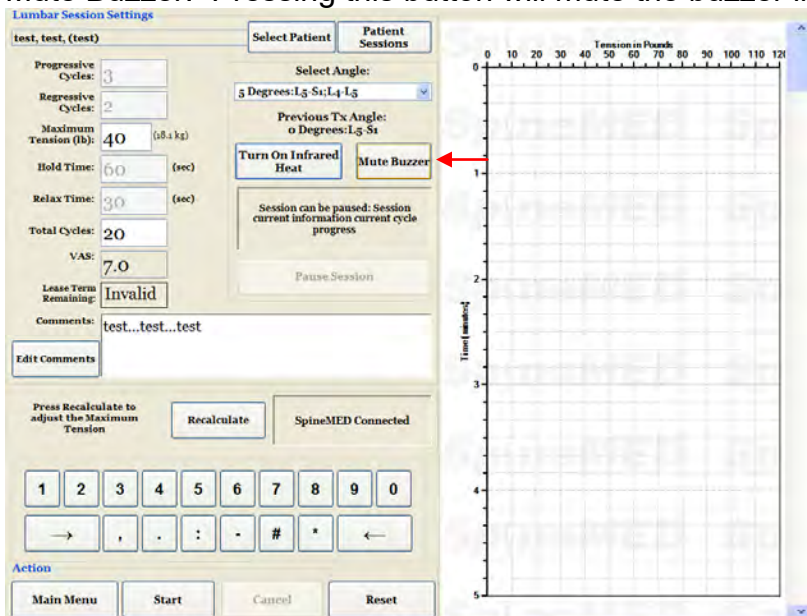 Mute Buzzer: Pressing this button will mute the buzzer
Lumbar Session Settings
test, test, (test)
Select Patient
Patient
Sessions
Progressive
Cycles:
3
Regressive
Cycles:
2
Maximum
Tension (lb):
40
(18.1 kg)
Hold Time:
60
(sec)
Relax Time:
30
(sec)
Total Cycles:
20
VAS:
7.0
Lease Term
Remaining:
Invalid
Select Angle:
5 Degrees:L5-S1;L4-L5
Previous Tx Angle:
0 Degrees:L5-S1
Turn On Infrared
Heat
Mute Buzzer
Session can be paused: Session
current information current cycle
progress
Pause Session
Comments:
test...test...test
Edit Comments
Press Recalculate to
adjust the Maximum
Tension
Recalculate
SpineMED Connected
1 2 3 4 5 6 7 8 9 0
→ , . : - # * ←
Action
Main Menu
Start
Cancel
Reset
Tension in Pounds
0 10 20 30 40 50 60 70 80 90 100 110
0
1
2
3
4
5
Time[minutes]
SpineMED